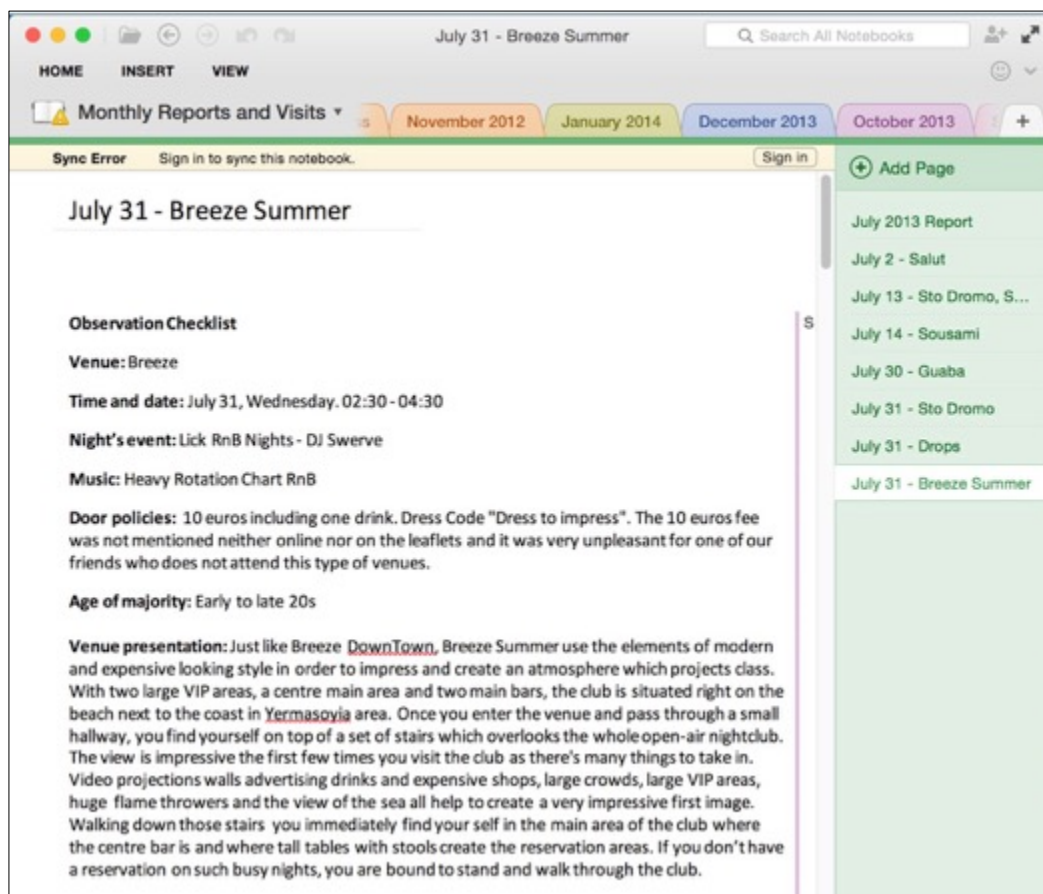 July 31 - Breeze Summer
Search All Notebooks
HOME INSERT VIEW
Monthly Reports and Visits
November 2012
January 2014
December 2013
October 2013
Sync Error Sign in to sync this notebook. Sign in
Add Page
July 31 - Breeze Summer
Observation Checklist
Venue: Breeze
Time and date: July 31, Wednesday. 02:30 - 04:30
Night's event: Lick RnB Nights - DJ Swerve
Music: Heavy Rotation Chart RnB
Door policies: 10 euros including one drink. Dress Code "Dress to impress". The 10 euros fee
was not mentioned neither online nor on the leaflets and it was very unpleasant for one of our
friends who does not attend this type of venues.
Age of majority: Early to late 20s
Venue presentation: Just like Breeze DownTown, Breeze Summer use the elements of modern
and expensive looking style in order to impress and create an atmosphere which projects class.
With two large VIP areas, a centre main area and two main bars, the club is situated right on the
beach next to the coast in Yermasoyia area. Once you enter the venue and pass through a small
hallway, you find yourself on top of a set of stairs which overlooks the whole open-air nightclub.
The view is impressive the first few times you visit the club as there's many things to take in.
Video projections walls advertising drinks and expensive shops, large crowds, large VIP areas,
huge flame throwers and the view of the sea all help to create a very impressive first image.
Walking down those stairs you immediately find your self in the main area of the club where
the centre bar is and where tall tables with stools create the reservation areas. If you don't have
a reservation on such busy nights, you are bound to stand and walk through the club.
S
July 2013 Report
July 2 - Salut
July 13 - Sto Dromo, S...
July 14 - Sousami
July 30 - Guaba
July 31 - Sto Dromo
July 31 - Drops
July 31 - Breeze Summer